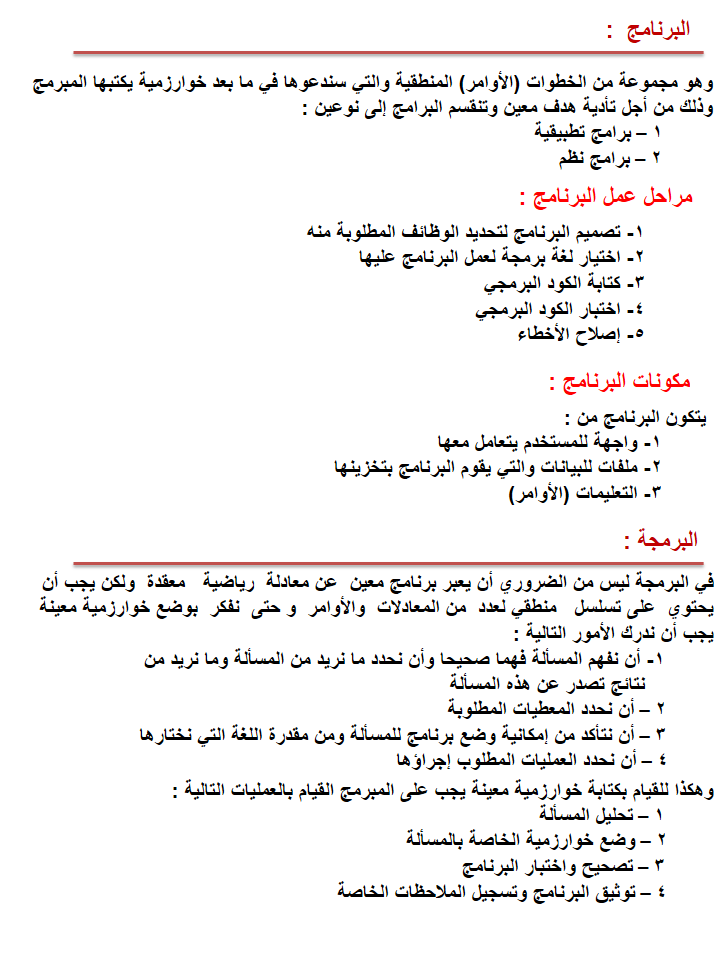 البرنامج :
وهو مجموعة من الخطوات (الأوامر) المنطقية والتي سندعوها في ما بعد خوارزمية يكتبها المبرمج
وذلك من أجل تأدية هدف معين وتنقسم البرامج إلى نوعين :
١ – برامج تطبيقية
٢ – برامج نظم
مراحل عمل البرنامج :
١- تصميم البرنامج لتحديد الوظائف المطلوبة منه
٢- اختيار لغة برمجة لعمل البرنامج عليها
٣- كتابة الكود البرمجي
٤- اختبار الكود البرمجي
٥- إصلاح الأخطاء
مكونات البرنامج :
يتكون البرنامج من :
١- واجهة للمستخدم يتعامل معها
٢- ملفات للبيانات والتي يقوم البرنامج بتخزينها
٣- التعليمات (الأوامر)
البرمجة :
في البرمجة ليس من الضروري أن يعبر برنامج معين عن معادلة رياضية معقدة ولكن يجب أن
يحتوي على تسلسل منطقي لعدد من المعادلات والأوامر و حتى نفكر بوضع خوارزمية معينة
يجب أن ندرك الأمور التالية :
١- أن نفهم المسألة فهما صحيحا وأن نحدد ما نريد من المسألة وما نريد من
نتائج تصدر عن هذه المسألة
٢ – أن نحدد المعطيات المطلوبة
٣ – أن نتأكد من إمكانية وضع برنامج للمسألة ومن مقدرة اللغة التي نختارها
٤ – أن نحدد العمليات المطلوب إجراؤها
وهكذا للقيام بكتابة خوارزمية معينة يجب على المبرمج القيام بالعمليات التالية :
١ – تحليل المسألة
٢ – وضع خوارزمية الخاصة بالمسألة
٣ – تصحيح واختبار البرنامج
٤ – توثيق البرنامج وتسجيل الملاحظات الخاصة